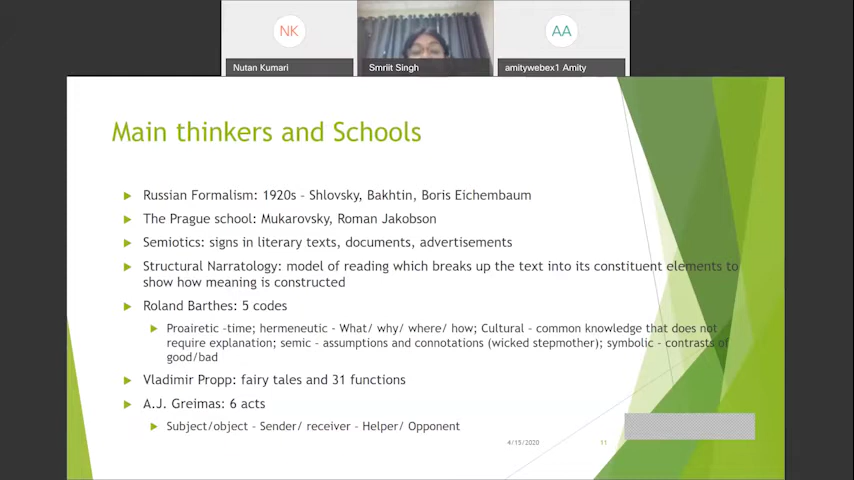 NK
AA
Nutan Kumari
Smriit Singh
amitywebex1 Amity
Main thinkers and Schools
Russian Formalism: 1920s – Shlovsky, Bakhtin, Boris Eichembaum
The Prague school: Mukarovsky, Roman Jakobson
Semiotics: signs in literary texts, documents, advertisements
Structural Narratology: model of reading which breaks up the text into its constituent elements to
show how meaning is constructed
Roland Barthes: 5 codes
Proairetic –time; hermeneutic – What/ why/ where/ how; Cultural – common knowledge that does not
require explanation; semic – assumptions and connotations (wicked stepmother); symbolic – contrasts of
good/bad
Vladimir Propp: fairy tales and 31 functions
A.J. Greimas: 6 acts
Subject/object – Sender/ receiver – Helper/ Opponent
4/15/2020
11